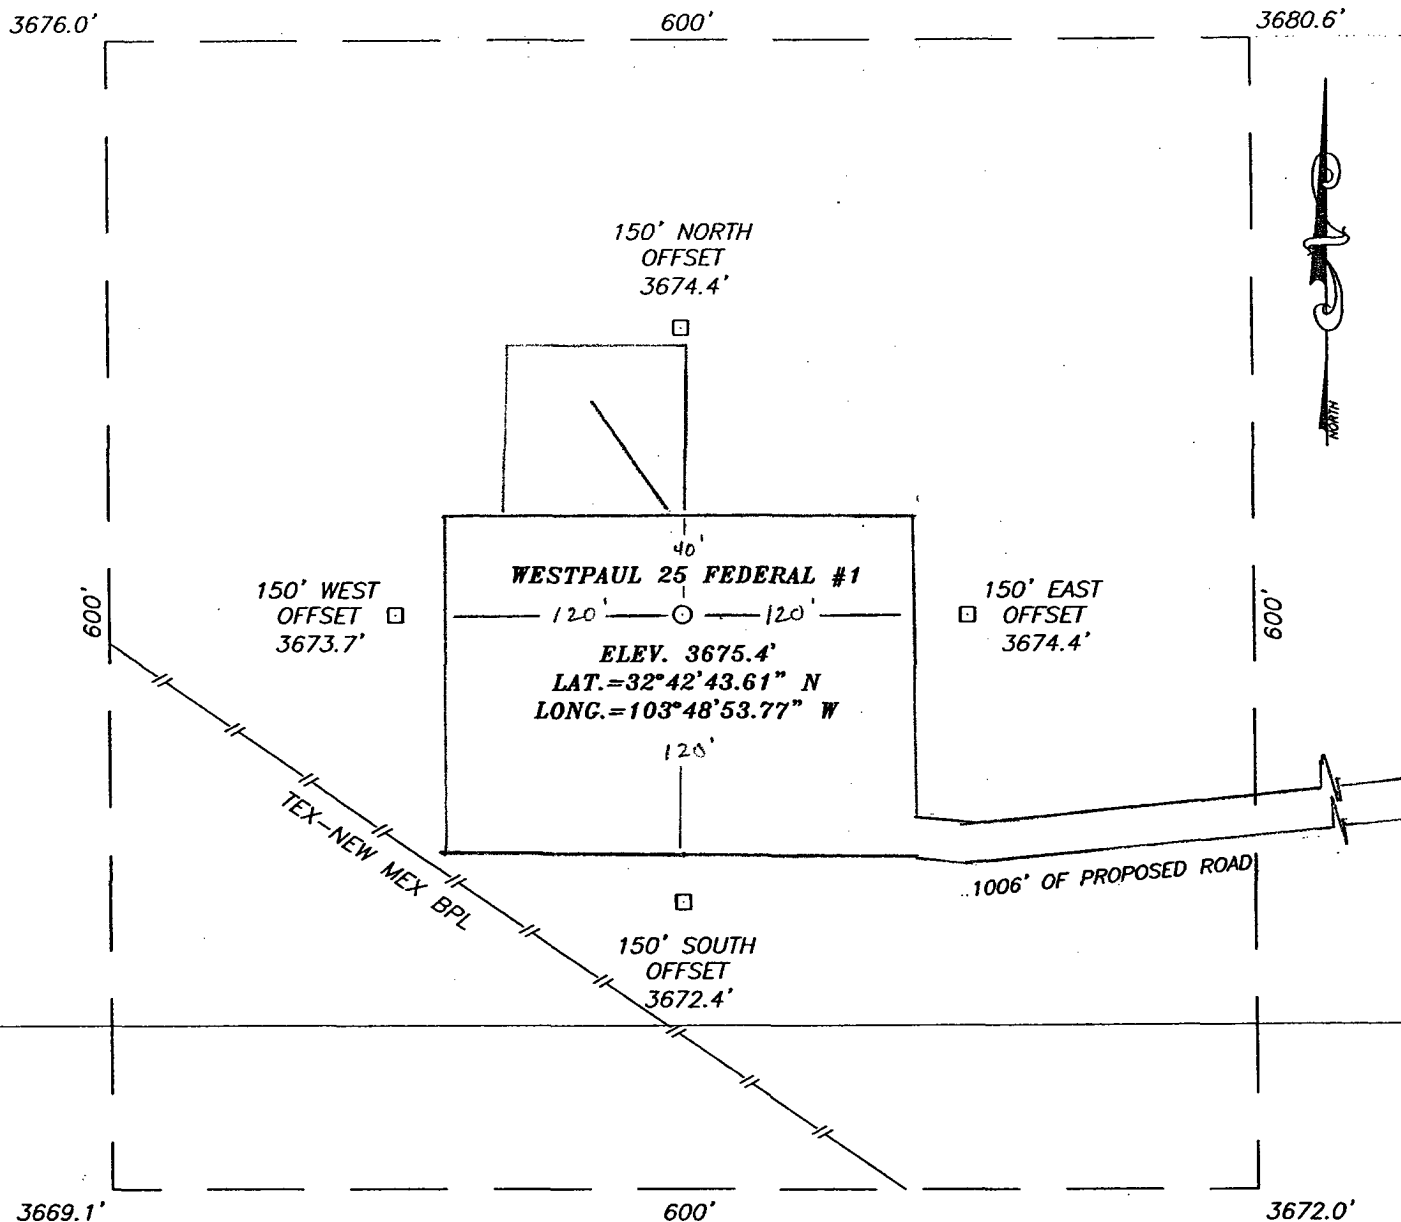 3676.0'
600'
3680.6'
150' NORTH
OFFSET
3674.4'
NORTH
40'
WESTPAUL 25 FEDERAL #1
150' WEST
OFFSET
3673.7'
120'
120'
150' EAST
OFFSET
3674.4'
600'
600'
ELEV. 3675.4'
LAT.=32°42'43.61" N
LONG.=103°48'53.77" W
120'
TEX-NEW MEX BPL
1006' OF PROPOSED ROAD
150' SOUTH
OFFSET
3672.4'
3669.1'
600'
3672.0'